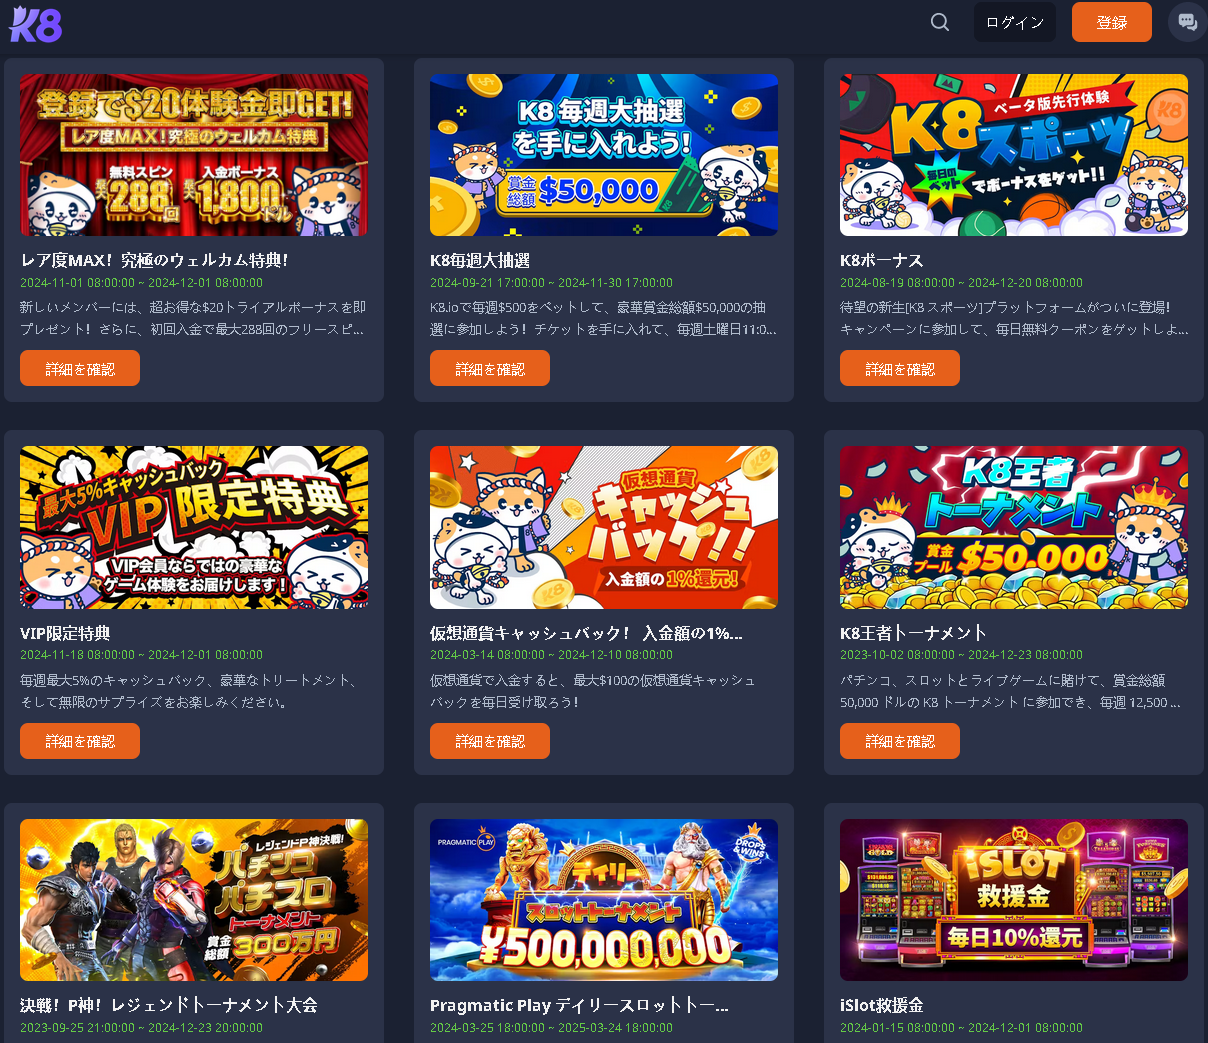 K8
ログイン
登録
登録で$20体験金即GET!
レア度MAX！究極のウェルカム特典
無料スピン
最大288回
入金ボーナス
最大1,800ドル
レア度MAX！究極のウェルカム特典！
2024-11-01 08:00:00 ~ 2024-12-01 08:00:00
新しいメンバーには、超お得な$20トライアルボーナスを即
プレゼント！さらに、初回入金で最大288回のフリースピ...
詳細を確認
K8 毎週大抽選
を手に入れよう!
賞金総額 $50,000
K8
K8毎週大抽選
2024-09-21 17:00:00 ~ 2024-11-30 17:00:00
K8.ioで毎週$500をベットして、豪華賞金総額$50,000の抽
選に参加しよう！チケットを手に入れて、毎週土曜日11:0...
詳細を確認
ベータ版先行体験
K8スポーツ
K8
毎日のベット
でボーナスをゲット!!
K8ボーナス
2024-08-19 08:00:00 ~ 2024-12-20 08:00:00
待望の新生[K8 スポーツ]プラットフォームがついに登場！
キャンペーンに参加して、毎日無料クーポンをゲットしよ...
詳細を確認
最大5%キャッシュバック
VIP 限定特典
VIP会員ならではの豪華な
ゲーム体験をお届けします！
VIP限定特典
2024-11-18 08:00:00 ~ 2024-12-01 08:00:00
毎週最大5%のキャッシュバック、豪華なトリートメント、
そして無限のサプライズをお楽しみください。
詳細を確認
仮想通貨
キャッシュ
バック!!
入金額の1%還元!
K8
K8
K8
仮想通貨キャッシュバック！ 入金額の1%...
2024-03-14 08:00:00 ~ 2024-12-10 08:00:00
仮想通貨で入金すると、最大$100の仮想通貨キャッシュ
バックを毎日受け取ろう！
詳細を確認
K8王者
トーナメント
賞金プール $50.000
K8王者トーナメント
2023-10-02 08:00:00 ~ 2024-12-23 08:00:00
パチンコ、スロットとライブゲームに賭けて、賞金総額
50,000 ドルの K8 トーナメント に参加でき、毎週 12,500 ...
詳細を確認
レジェンドP神決戦!
パチンコ
パチスロ
トーナメント
賞金総額 300万円
決戦！P神！レジェンドトーナメント大会
2023-09-25 21:00:00 ~ 2024-12-23 20:00:00
PRAGMATIC PLAY
DROPS & WINS
デイリー
スロットトーナメント
¥500,000,000
Pragmatic Play デイリースロットトー...
2024-03-25 18:00:00 ~ 2025-03-24 18:00:00
iSLOT
救援金
毎日10%還元
iSlot救援金
2024-01-15 08:00:00 ~ 2024-12-01 08:00:00